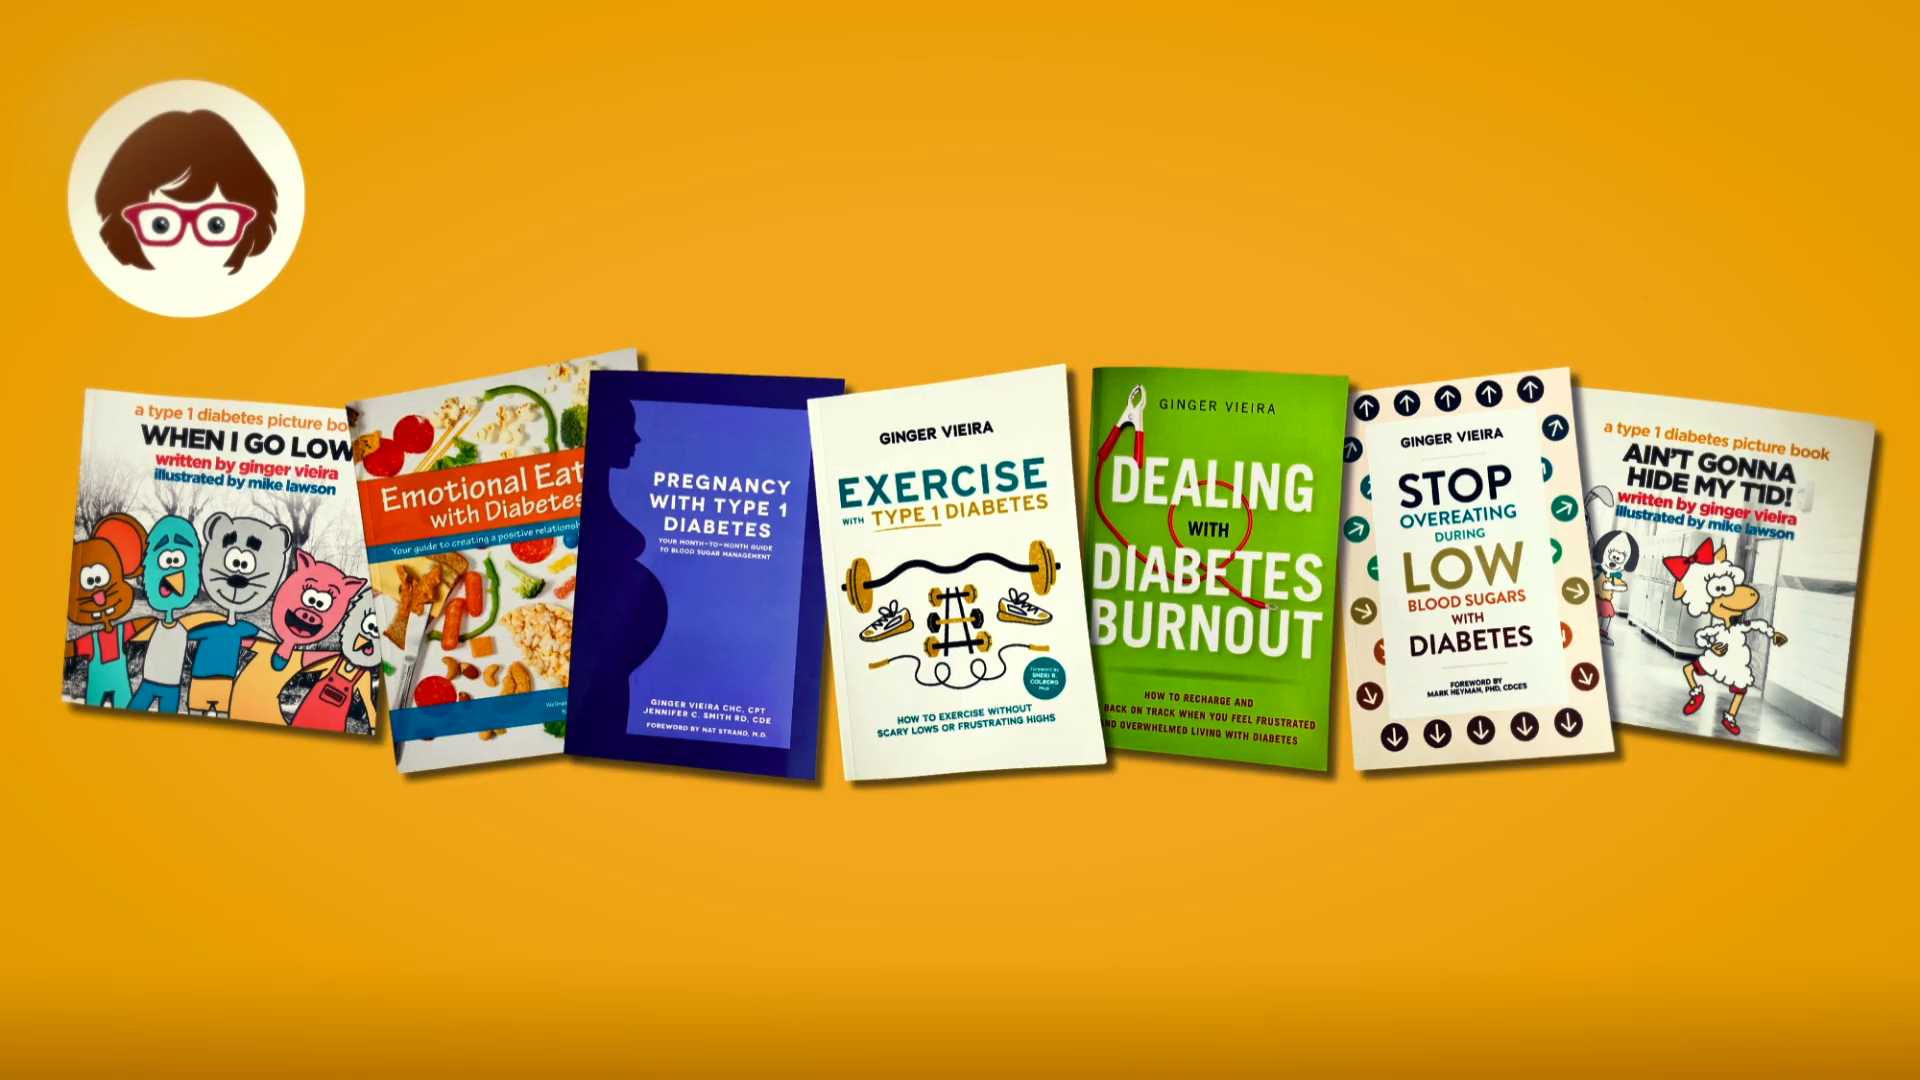 a type 1 diabetes picture
WHEN I GO LOW
written by ginger vieira
illustrated by mike lawson
Emotional
with Diabetes
Your guide to creating a positive
PREGNANCY
WITH TYPE 1
DIABETES
YOUR MONTH-TO-MONTH GUIDE
TO BLOOD SUGAR MANAGEMENT
GINGER VIEIRA CHC, CPT
JENNIFER C. SMITH RD, CDE
FOREWORD BY NAT STRAND, M.D.
GINGER VIEIRA
EXERCISE
WITH TYPE 1 DIABETES
Foreword by
SHERI R.
COLBERG
PH.D.
HOW TO EXERCISE WITHOUT
SCARY LOWS OR FRUSTRATING HIGHS
GINGER VIEIRA
DEALING
WITH
DIABETES
BURNOUT
HOW TO RECHARGE AND
BACK ON TRACK WHEN YOU FEEL FRUSTRATED
AND OVERWHELMED LIVING WITH DIABETES
GINGER VIEIRA
STOP
OVEREATING
DURING
LOW
BLOOD SUGARS
WITH
DIABETES
FOREWORD BY
MARK HEYMAN, PHD, CDCES
a type 1 diabetes picture book
AIN'T GONNA
HIDE MY T1D!
written by ginger vieira
illustrated by mike lawson